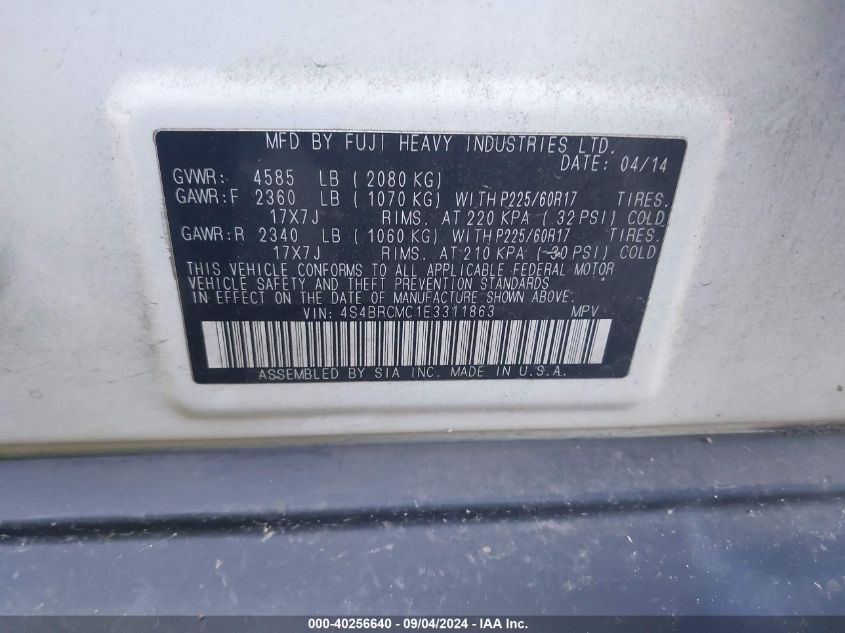 MFD BY FUJI HEAVY INDUSTRIES LTD.
DATE: 04/14
GVWR: 4585 LB ( 2080 KG)
GAWR:F 2360 LB ( 1070 KG) WITH P225/60R17 TIRES.
17X7J RIMS. AT 220 KPA ( 32 PSI) COLD
GAWR:R 2340 LB ( 1060 KG) WITH P225/60R17 TIRES.
17X7J RIMS. AT 210 KPA ( 30 PSI) COLD
THIS VEHICLE CONFORMS TO ALL APPLICABLE FEDERAL MOTOR
VEHICLE SAFETY AND THEFT PREVENTION STANDARDS
IN EFFECT ON THE DATE OF MANUFACTURE SHOWN ABOVE.
VIN: 4S4BRCMC1E3311863 MPV
ASSEMBLED BY SIA INC. MADE IN U.S.A.
000-40256640 - 09/04/2024 - IAA Inc.